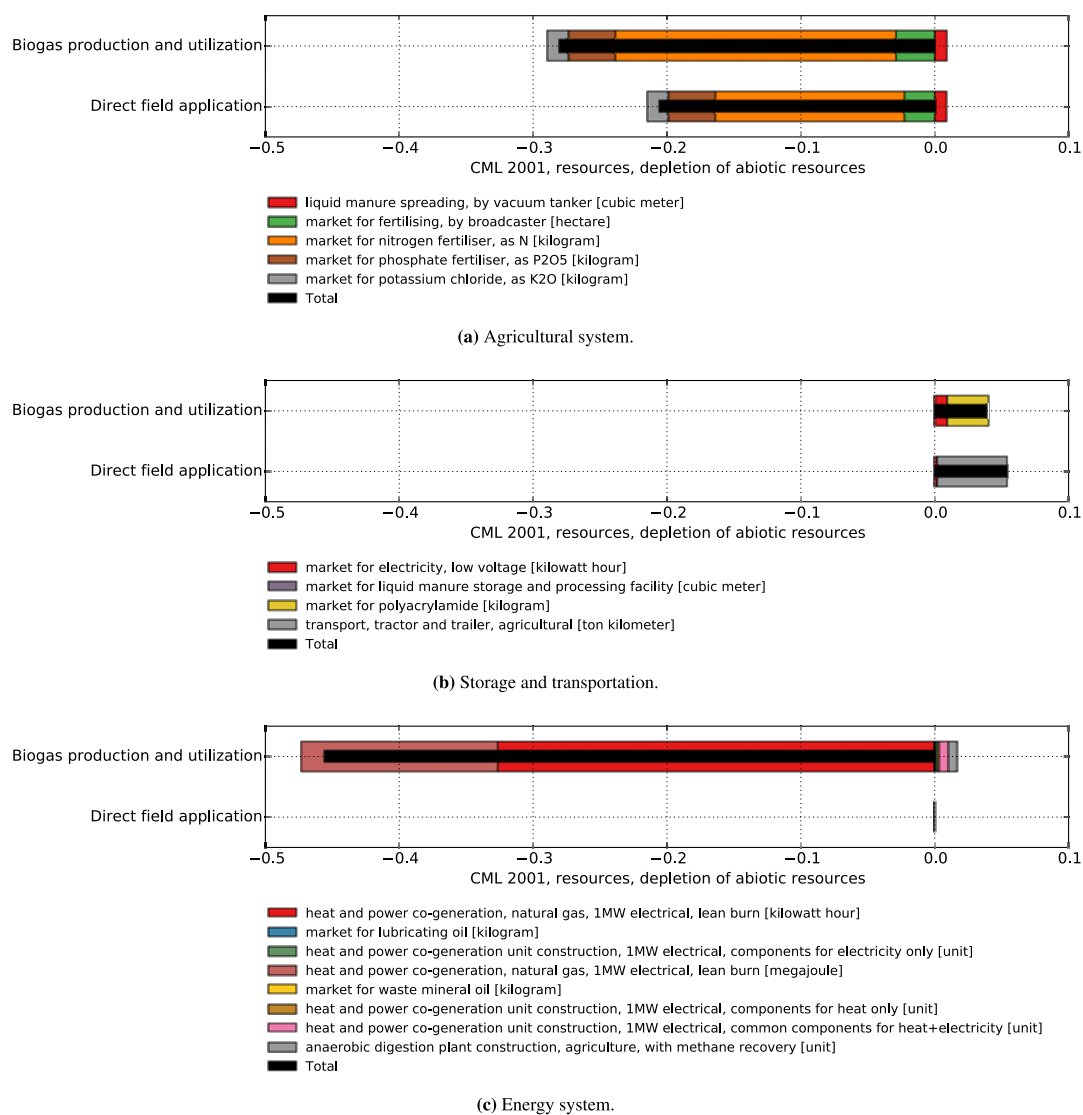 Biogas production and utilization
Direct field application
−0.5 −0.4 −0.3 −0.2 −0.1 0.0 0.1
CML 2001, resources, depletion of abiotic resources
liquid manure spreading, by vacuum tanker [cubic meter]
market for fertilising, by broadcaster [hectare]
market for nitrogen fertiliser, as N [kilogram]
market for phosphate fertiliser, as P2O5 [kilogram]
market for potassium chloride, as K2O [kilogram]
Total
(a) Agricultural system.
Biogas production and utilization
Direct field application
−0.5 −0.4 −0.3 −0.2 −0.1 0.0 0.1
CML 2001, resources, depletion of abiotic resources
market for electricity, low voltage [kilowatt hour]
market for liquid manure storage and processing facility [cubic meter]
market for polyacrylamide [kilogram]
transport, tractor and trailer, agricultural [ton kilometer]
Total
(b) Storage and transportation.
Biogas production and utilization
Direct field application
−0.5 −0.4 −0.3 −0.2 −0.1 0.0 0.1
CML 2001, resources, depletion of abiotic resources
heat and power co-generation, natural gas, 1MW electrical, lean burn [kilowatt hour]
market for lubricating oil [kilogram]
heat and power co-generation unit construction, 1MW electrical, components for electricity only [unit]
heat and power co-generation, natural gas, 1MW electrical, lean burn [megajoule]
market for waste mineral oil [kilogram]
heat and power co-generation unit construction, 1MW electrical, components for heat only [unit]
heat and power co-generation unit construction, 1MW electrical, common components for heat+electricity [unit]
anaerobic digestion plant construction, agriculture, with methane recovery [unit]
Total
(c) Energy system.